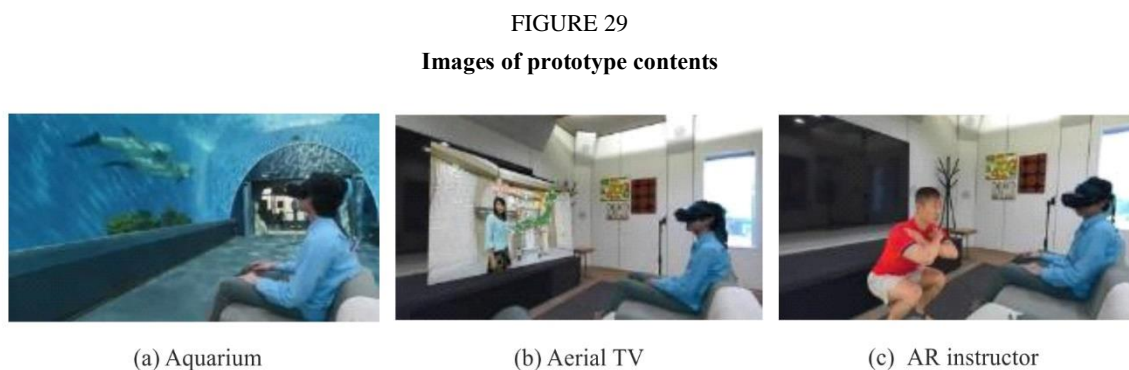 FIGURE 29
Images of prototype contents
(a) Aquarium
(b) Aerial TV
(c) AR instructor